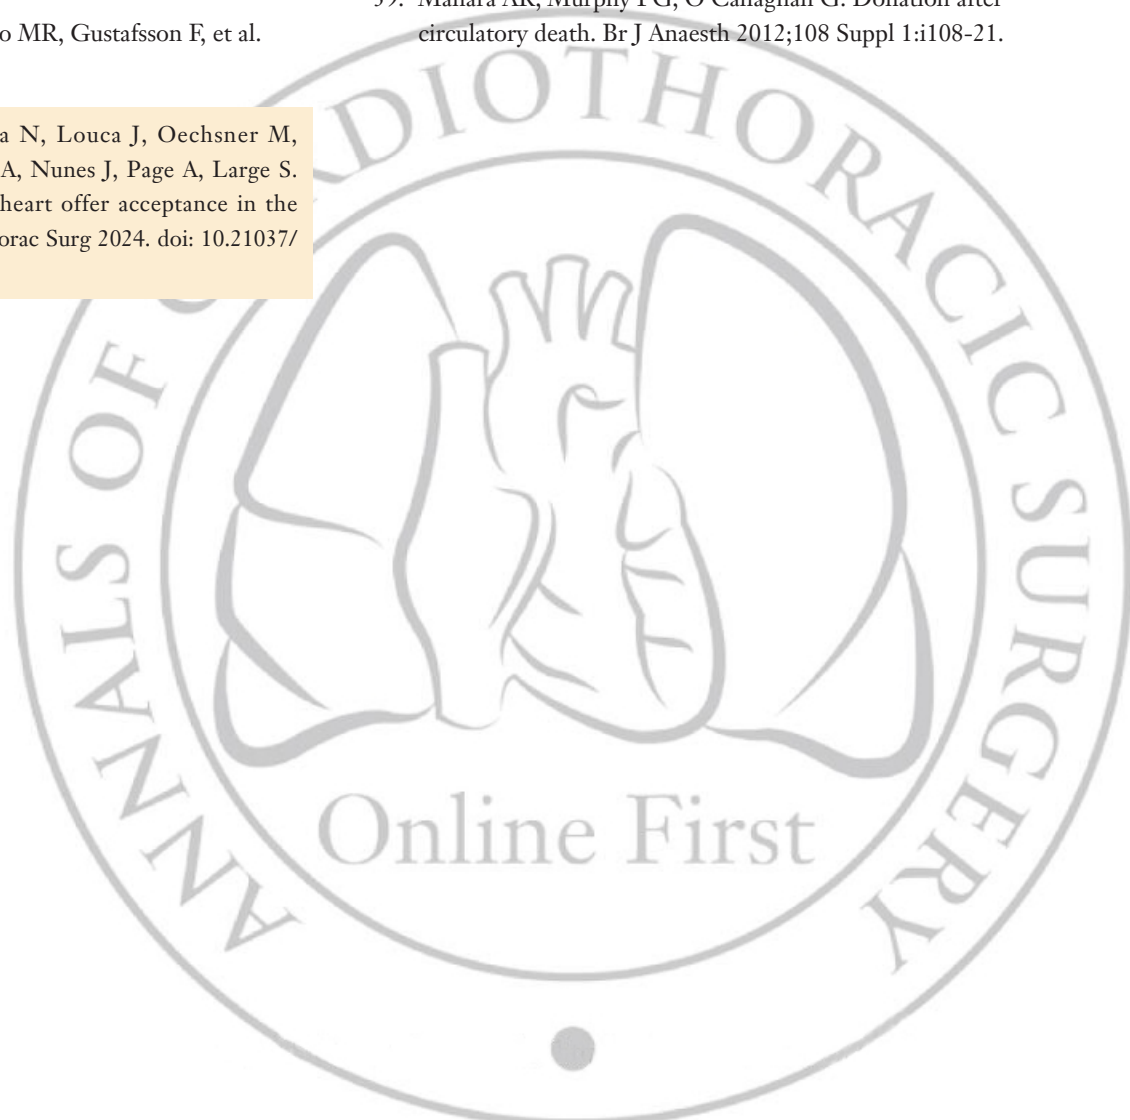 o MR, Gustafsson F, et al.
a N, Louca J, Oechsner M,
A, Nunes J, Page A, Large S.
heart offer acceptance in the
orac Surg 2024. doi: 10.21037/
circulatory death. Br J Anaesth 2012;108 Suppl 1:i108-21.
ANNALS OF CARDIOTHORACIC SURGERY
Online First